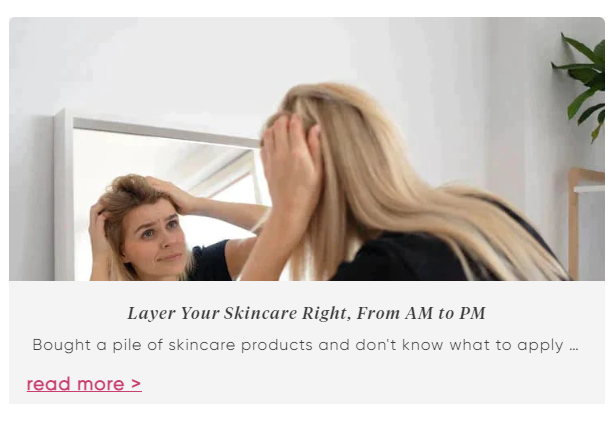 Layer Your Skincare Right, From AM to PM
Bought a pile of skincare products and don't know what to apply ...
read more >